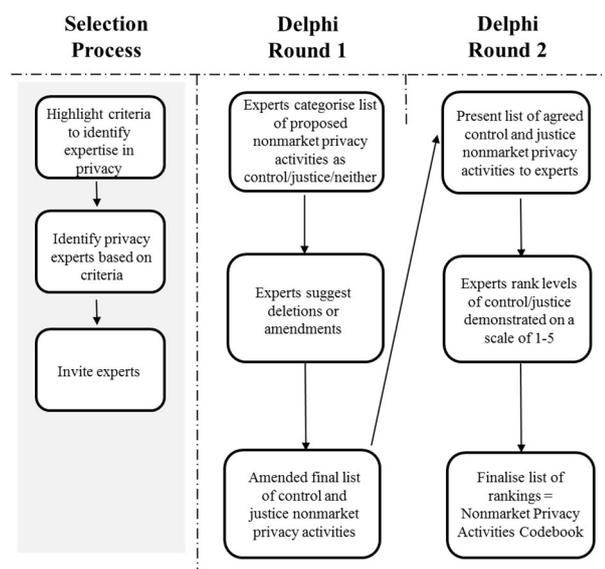 Selection
Process
Highlight criteria
to identify
expertise in
privacy
Identify privacy
experts based on
criteria
Invite experts
Delphi
Round 1
Experts categorise list
of proposed
nonmarket privacy
activities as
control/justice/neither
Experts suggest
deletions or
amendments
Amended final list
of control and
justice nonmarket
privacy activities
Delphi
Round 2
Present list of agreed
control and justice
nonmarket privacy
activities to experts
Experts rank levels
of control/justice
demonstrated on a
scale of 1-5
Finalise list of
rankings =
Nonmarket Privacy
Activities Codebook